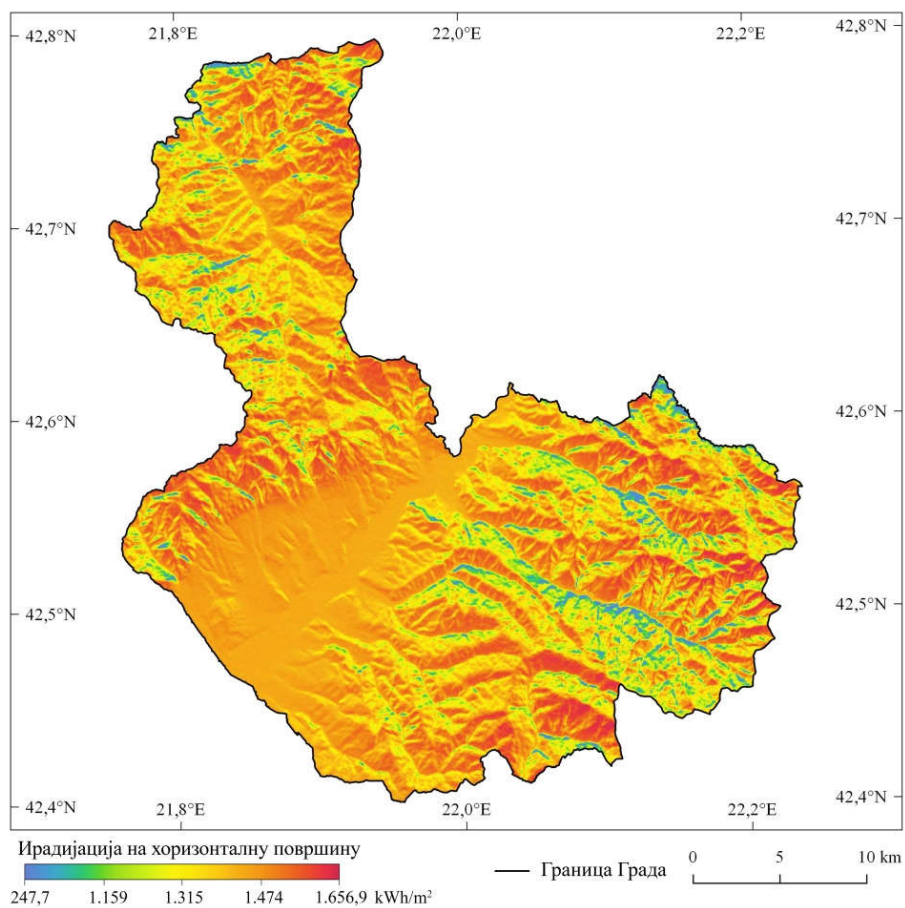 21,8°E 22,0°E 22,2°E
42,8°N 42,8°N
42,7°N 42,7°N
42,6°N 42,6°N
42,5°N 42,5°N
42,4°N 42,4°N
21,8°E 22,0°E 22,2°E
Ирадијација на хоризонталну површину
247,7 1.159 1.315 1.474 1.656,9 kWh/m²
Граница Града
0 5 10 km